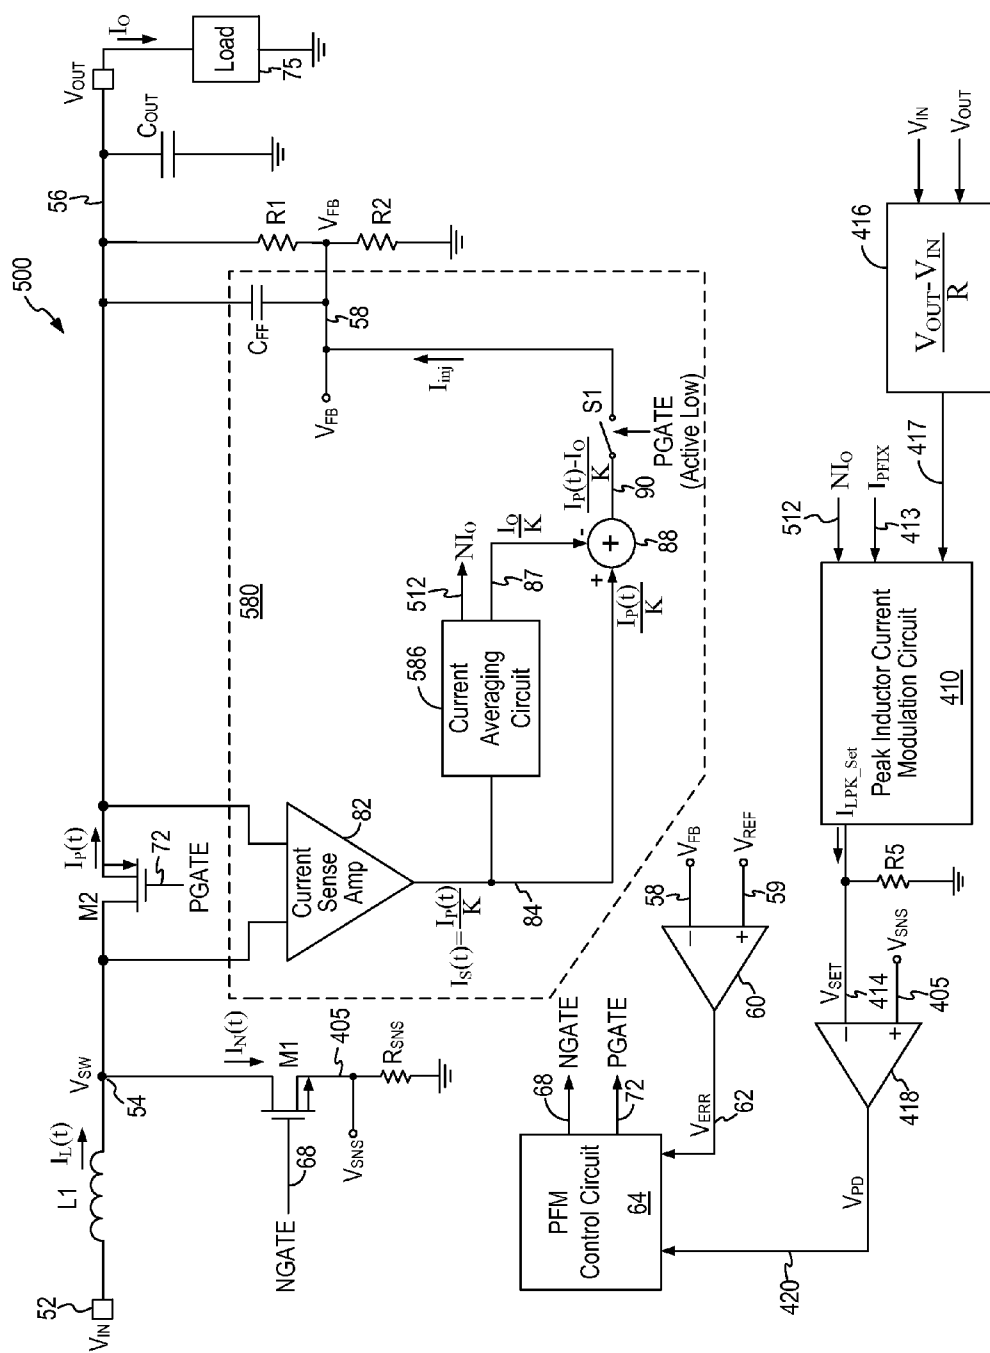 500
52
VIN
L1
IL(t)
VSW
54
IN(t)
M1
NGATE
68
405
VSNS
RSNS
M2
IP(t)
72
PGATE
56
VOUT
IO
Load
75
COUT
R1
VFB
R2
CFF
58
VFB
Iinj
580
Current
Sense
Amp
82
IS(t)=IP(t)/K
84
586
Current
Averaging
Circuit
512
NIO
IO/K
87
-
+
+
88
IP(t)/K
IP(t)-IO/K
90
S1
PGATE
(Active Low)
PFM
Control Circuit
64
68
NGATE
72
PGATE
VERR
62
60
58
VFB
59
VREF
−
+
420
VPD
418
VSET
414
−
+
405
VSNS
R5
ILPK_Set
Peak Inductor Current
Modulation Circuit
410
512
NIO
IPFIX
413
417
416
VOUT-VIN
R
VIN
VOUT